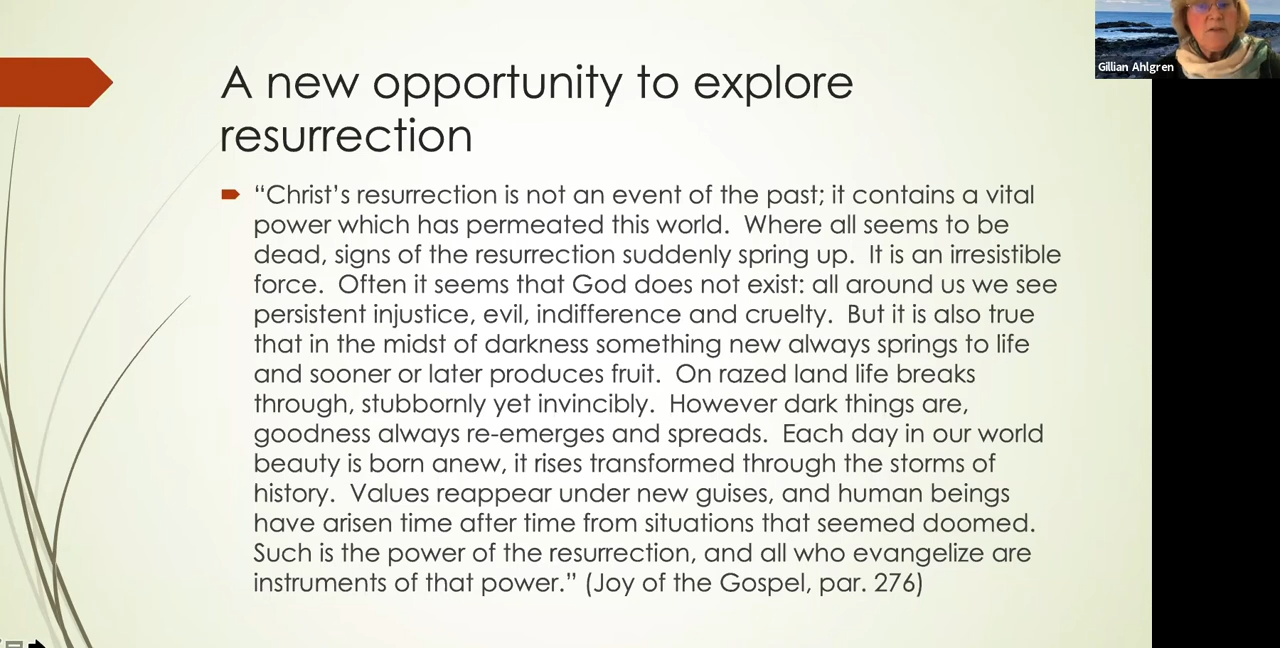 Gillian Ahlgren
A new opportunity to explore
resurrection
“Christ’s resurrection is not an event of the past; it contains a vital
power which has permeated this world.  Where all seems to be
dead, signs of the resurrection suddenly spring up.  It is an irresistible
force.  Often it seems that God does not exist: all around us we see
persistent injustice, evil, indifference and cruelty.  But it is also true
that in the midst of darkness something new always springs to life
and sooner or later produces fruit.  On razed land life breaks
through, stubbornly yet invincibly.  However dark things are,
goodness always re-emerges and spreads.  Each day in our world
beauty is born anew, it rises transformed through the storms of
history.  Values reappear under new guises, and human beings
have arisen time after time from situations that seemed doomed.
Such is the power of the resurrection, and all who evangelize are
instruments of that power.” (Joy of the Gospel, par. 276)